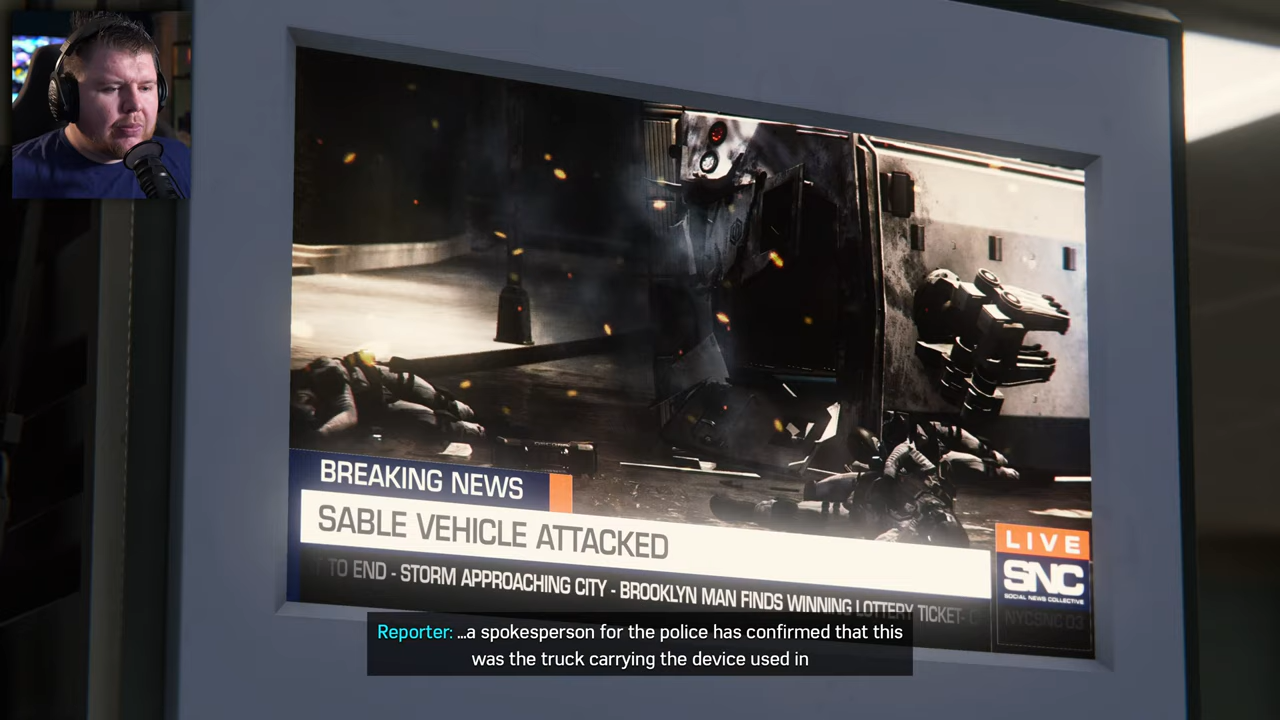 BREAKING NEWS
SABLE VEHICLE ATTACKED
TO END - STORM APPROACHING CITY - BROOKLYN MAN FINDS WINNING LOTTERY TICKET-
LIVE
SNC
SOCIAL NEWS COLLECTIVE
NYCSNC 03
Reporter: ...a spokesperson for the police has confirmed that this
was the truck carrying the device used in